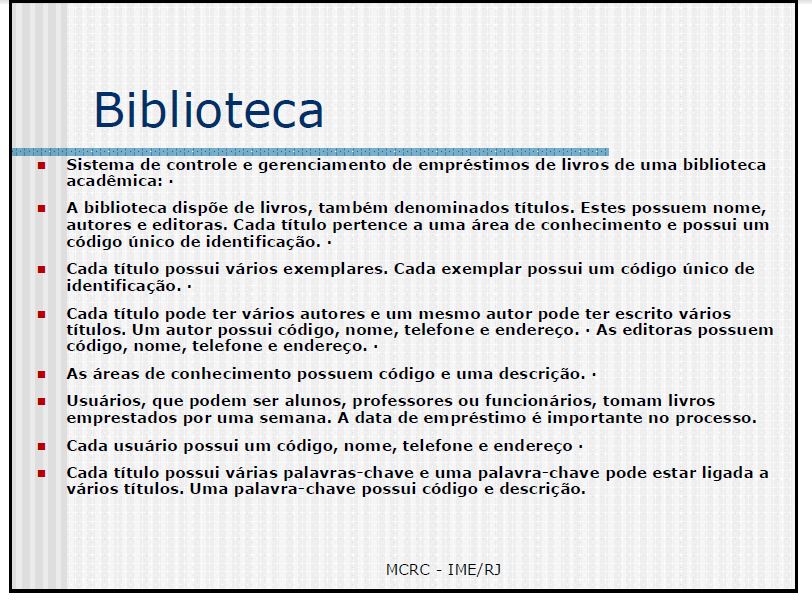 Biblioteca
Sistema de controle e gerenciamento de empréstimos de livros de uma biblioteca
acadêmica: ·
A biblioteca dispõe de livros, também denominados títulos. Estes possuem nome,
autores e editoras. Cada título pertence a uma área de conhecimento e possui um
código único de identificação. ·
Cada título possui vários exemplares. Cada exemplar possui um código único de
identificação. ·
Cada título pode ter vários autores e um mesmo autor pode ter escrito vários
títulos. Um autor possui código, nome, telefone e endereço. · As editoras possuem
código, nome, telefone e endereço. ·
As áreas de conhecimento possuem código e uma descrição. ·
Usuários, que podem ser alunos, professores ou funcionários, tomam livros
emprestados por uma semana. A data de empréstimo é importante no processo.
Cada usuário possui um código, nome, telefone e endereço ·
Cada título possui várias palavras-chave e uma palavra-chave pode estar ligada a
vários títulos. Uma palavra-chave possui código e descrição.
MCRC - IME/RJ